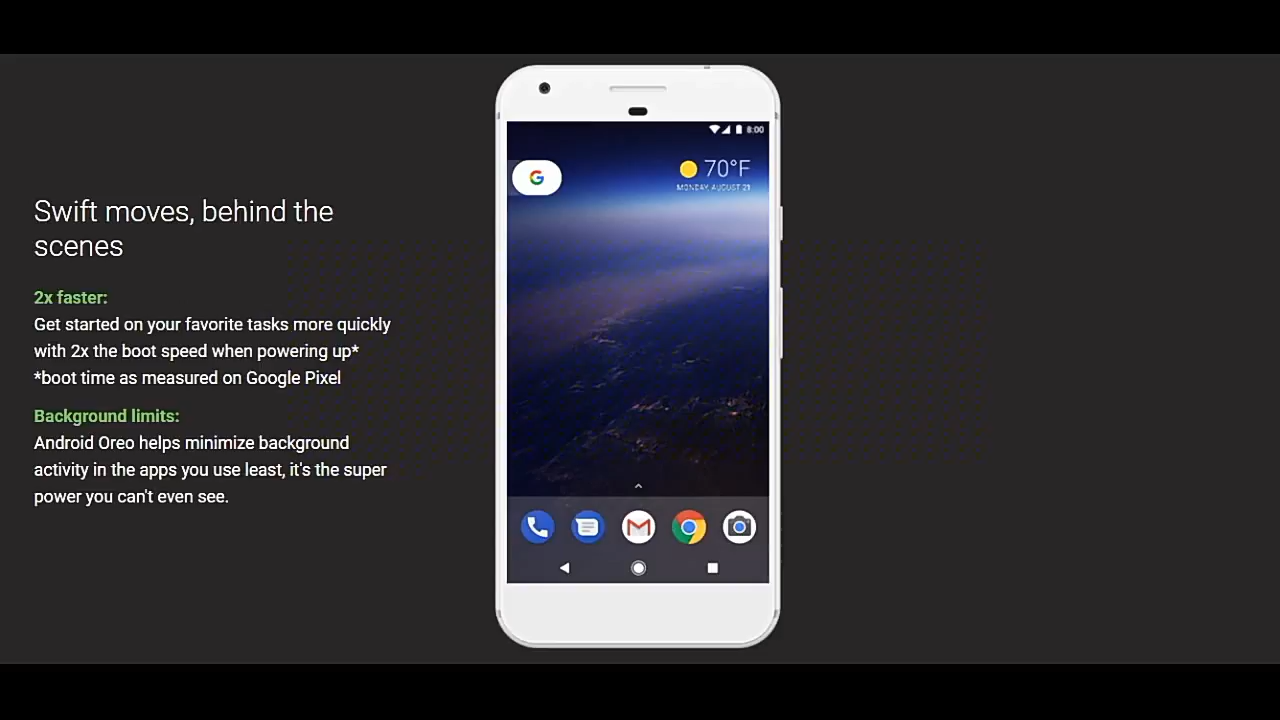 Swift moves, behind the
scenes
2x faster:
Get started on your favorite tasks more quickly
with 2x the boot speed when powering up*
*boot time as measured on Google Pixel
Background limits:
Android Oreo helps minimize background
activity in the apps you use least, it's the super
power you can't even see.
8:00
G
70°F
MONDAY, AUGUST 21